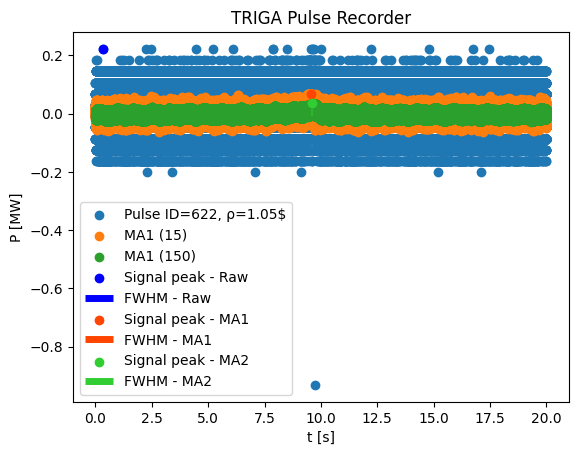 TRIGA Pulse Recorder
P [MW]
0.2
0.0
−0.2
−0.4
−0.6
−0.8
Pulse ID=622, ρ=1.05$
MA1 (15)
MA1 (150)
Signal peak - Raw
FWHM - Raw
Signal peak - MA1
FWHM - MA1
Signal peak - MA2
FWHM - MA2
0.0 2.5 5.0 7.5 10.0 12.5 15.0 17.5 20.0
t [s]